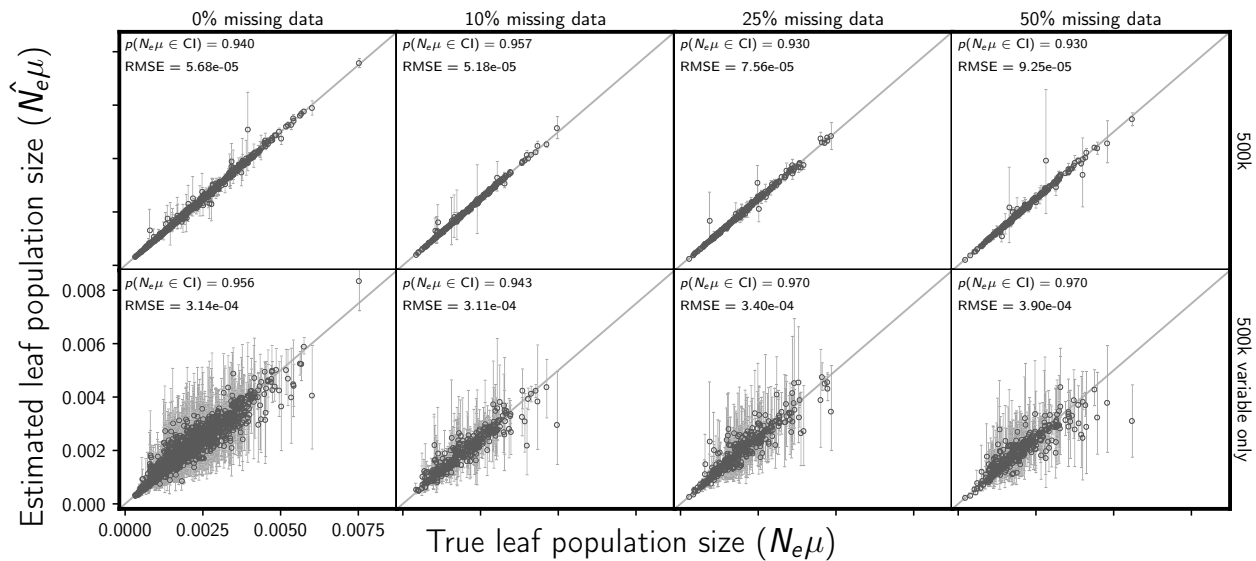 0% missing data
10% missing data
25% missing data
50% missing data
p(Nₑμ ∈ CI) = 0.940
RMSE = 5.68e-05
p(Nₑμ ∈ CI) = 0.957
RMSE = 5.18e-05
p(Nₑμ ∈ CI) = 0.930
RMSE = 7.56e-05
p(Nₑμ ∈ CI) = 0.930
RMSE = 9.25e-05
500k
p(Nₑμ ∈ CI) = 0.956
RMSE = 3.14e-04
p(Nₑμ ∈ CI) = 0.943
RMSE = 3.11e-04
p(Nₑμ ∈ CI) = 0.970
RMSE = 3.40e-04
p(Nₑμ ∈ CI) = 0.970
RMSE = 3.90e-04
500k variable only
Estimated leaf population size (N̂ₑμ)
0.008
0.006
0.004
0.002
0.000
0.0000
0.0025
0.0050
0.0075
True leaf population size (Nₑμ)